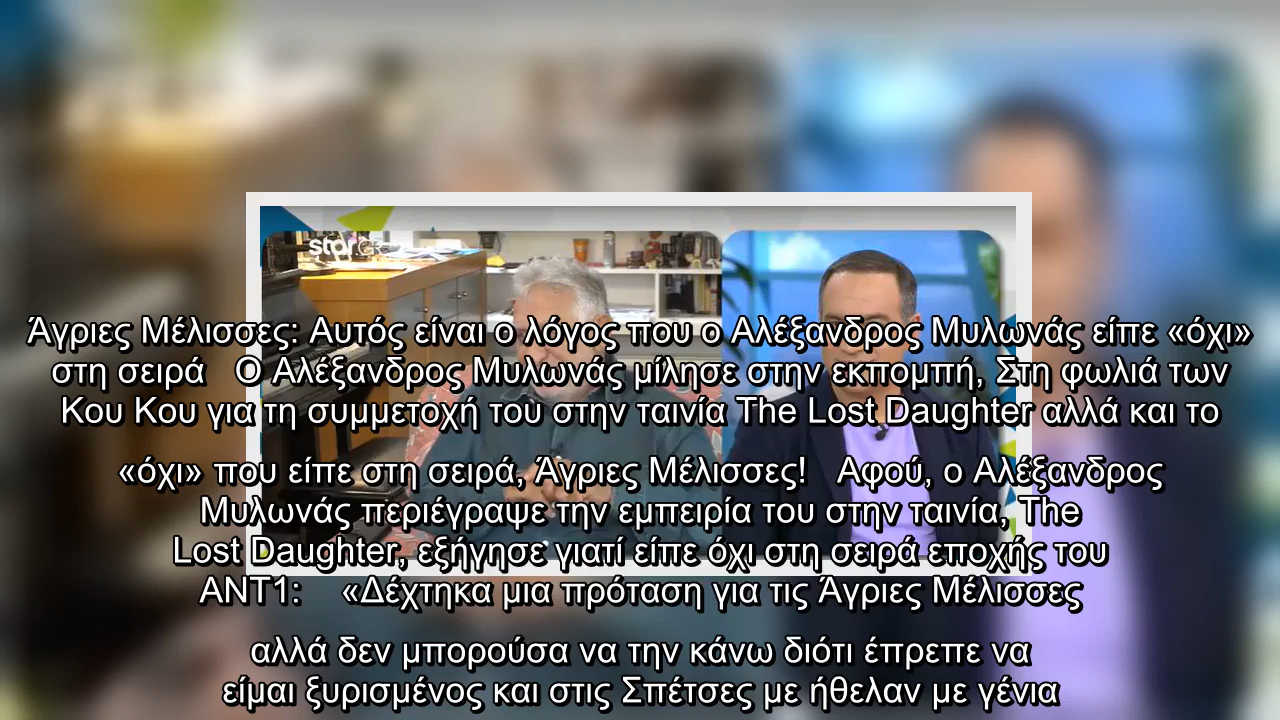 starGR
Άγριες Μέλισσες: Αυτός είναι ο λόγος που ο Αλέξανδρος Μυλωνάς είπε «όχι»
στη σειρά Ο Αλέξανδρος Μυλωνάς μίλησε στην εκπομπή, Στη φωλιά των
Κου Κου για τη συμμετοχή του στην ταινία The Lost Daughter αλλά και το
«όχι» που είπε στη σειρά, Άγριες Μέλισσες! Αφού, ο Αλέξανδρος
Μυλωνάς περιέγραψε την εμπειρία του στην ταινία, The
Lost Daughter, εξήγησε γιατί είπε όχι στη σειρά εποχής του
ΑΝΤ1: «Δέχτηκα μια πρόταση για τις Άγριες Μέλισσες
αλλά δεν μπορούσα να την κάνω διότι έπρεπε να
είμαι ξυρισμένος και στις Σπέτσες με ήθελαν με γένια